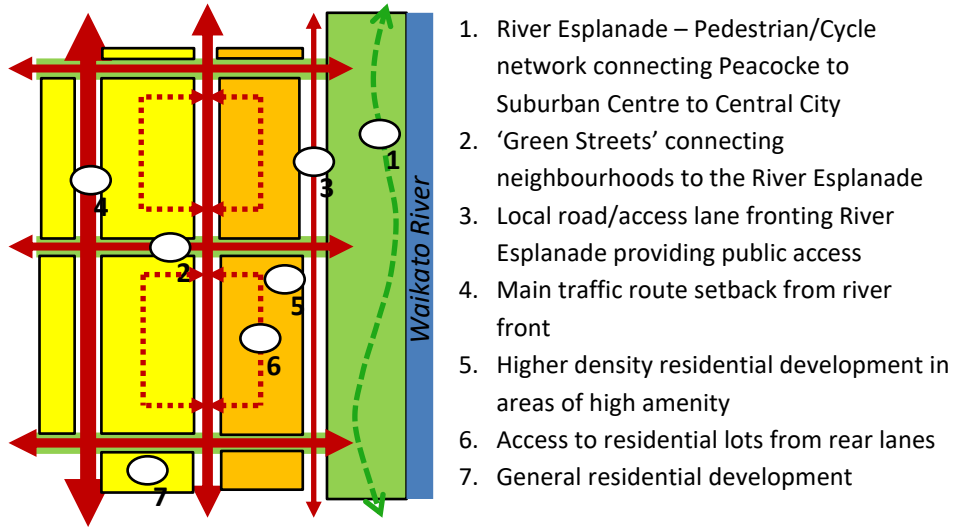 1
2
3
4
5
6
7
Waikato River
1. River Esplanade – Pedestrian/Cycle
network connecting Peacocke to
Suburban Centre to Central City
2. ‘Green Streets’ connecting
neighbourhoods to the River Esplanade
3. Local road/access lane fronting River
Esplanade providing public access
4. Main traffic route setback from river
front
5. Higher density residential development in
areas of high amenity
6. Access to residential lots from rear lanes
7. General residential development